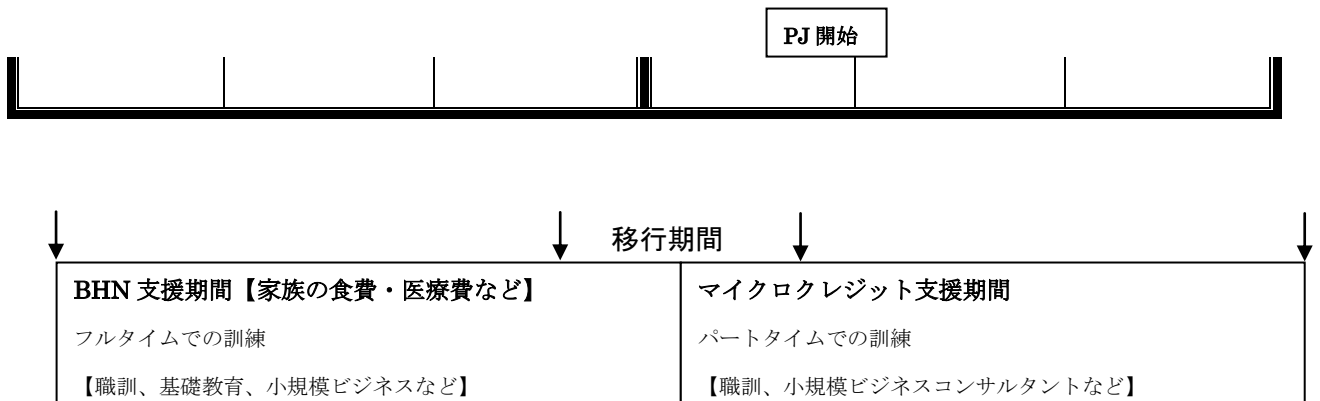 PJ 開始
移行期間
BHN 支援期間【家族の食費・医療費など】
フルタイムでの訓練
【職訓、基礎教育、小規模ビジネスなど】
マイクロクレジット支援期間
パートタイムでの訓練
【職訓、小規模ビジネスコンサルタントなど】